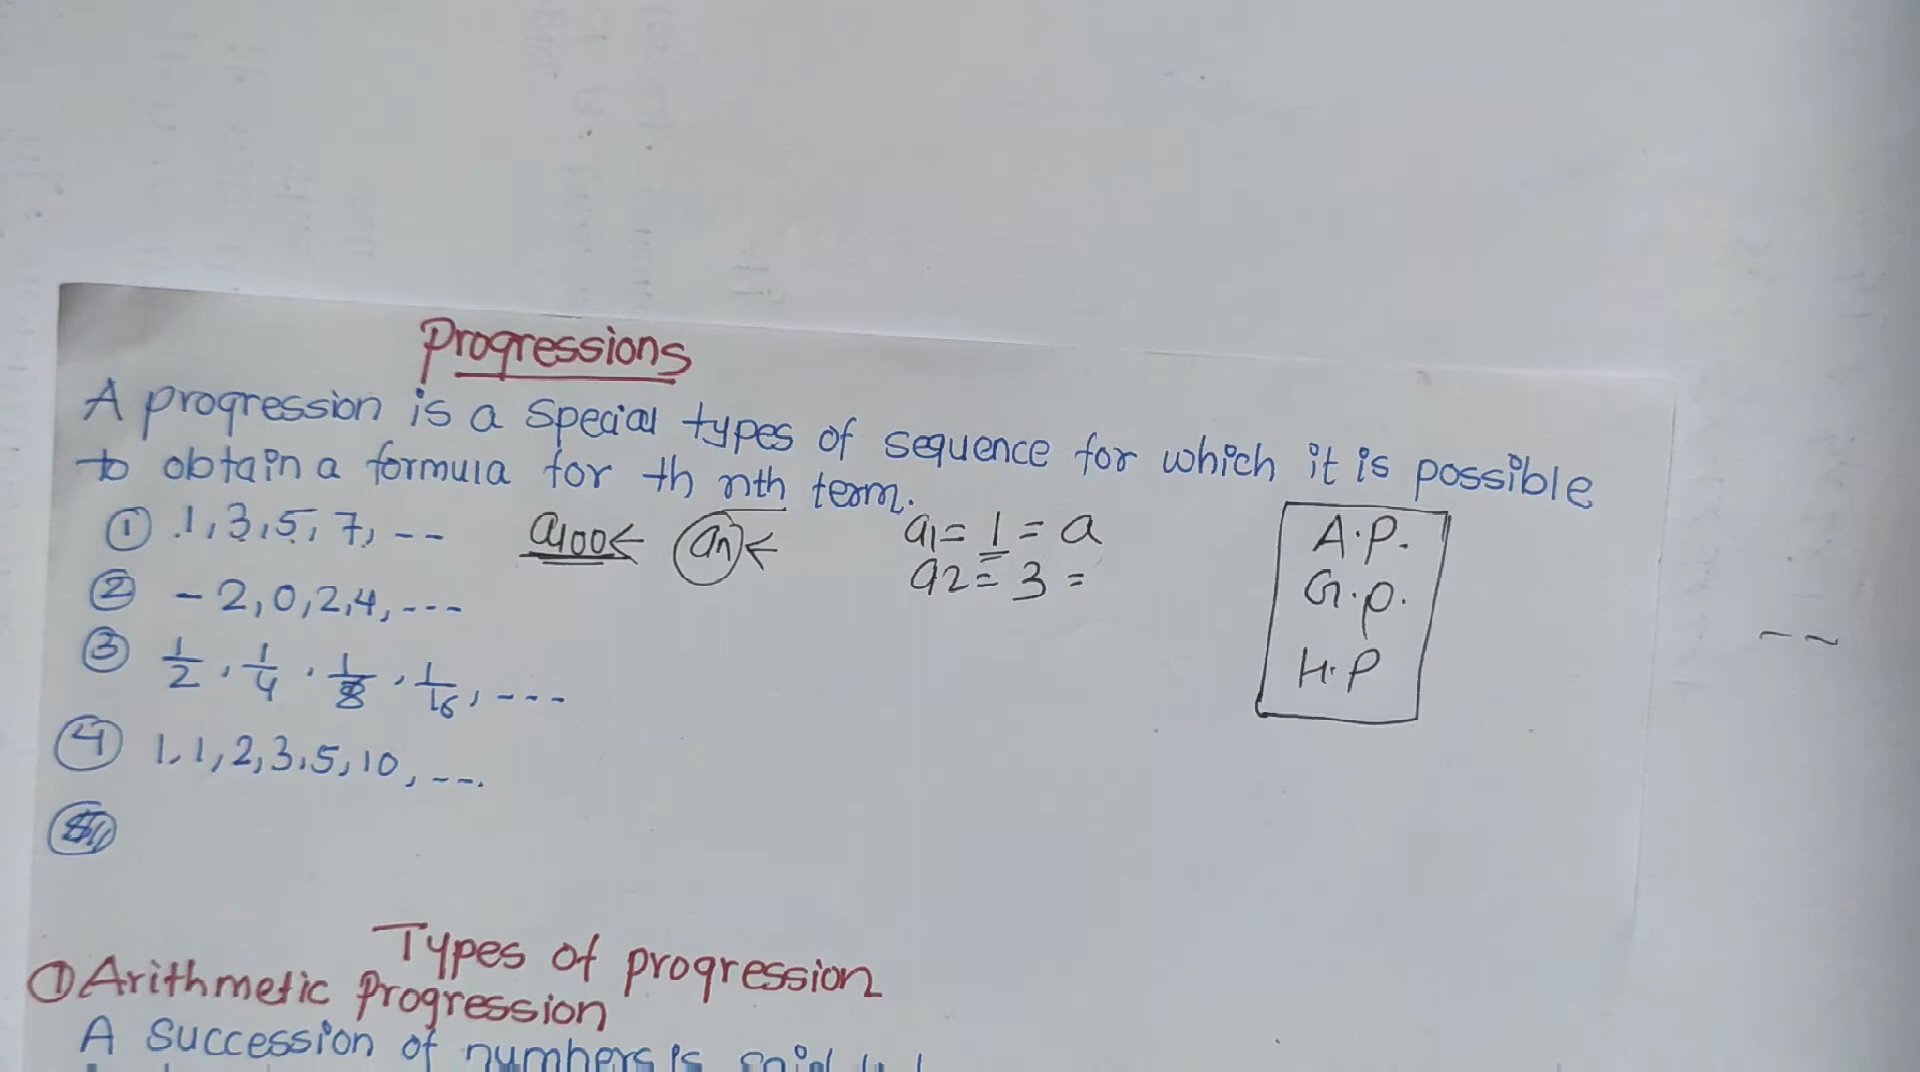 Progressions
A progression is a special types of sequence for which it is possible
to obtain a formula for th nth term.
① 1, 3, 5, 7, -- a100< an< a1 = 1 = a
a2 = 3 =
② -2, 0, 2, 4, ---
③ 1/2, 1/4, 1/8, 1/16, ---
④ 1, 1, 2, 3, 5, 10, ---
A.P.
G.P.
H.P
Types of progression
① Arithmetic Progression
A succession of numbers is said